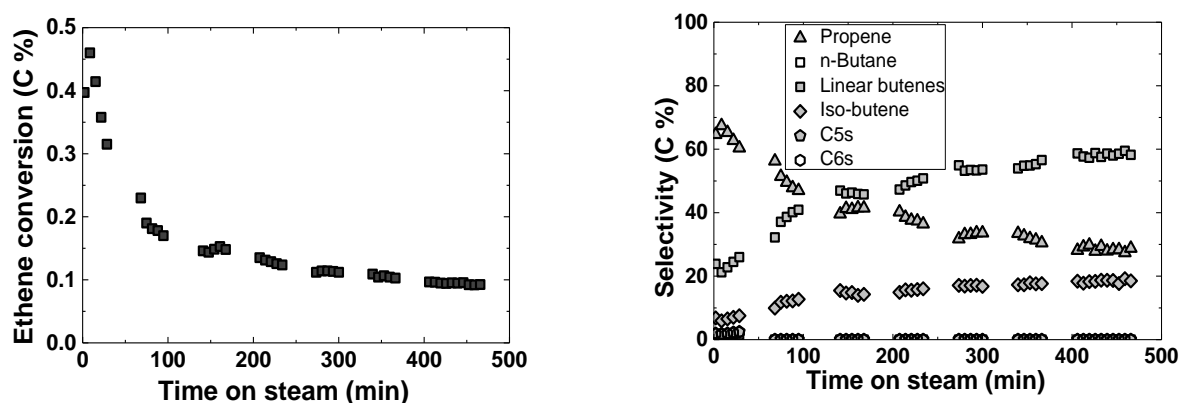 Ethene conversion (C %)
0.5
0.4
0.3
0.2
0.1
0.0
0 100 200 300 400 500
Time on steam (min)
Selectivity (C %)
100
80
60
40
20
0
Propene
n-Butane
Linear butenes
Iso-butene
C5s
C6s
0 100 200 300 400 500
Time on steam (min)